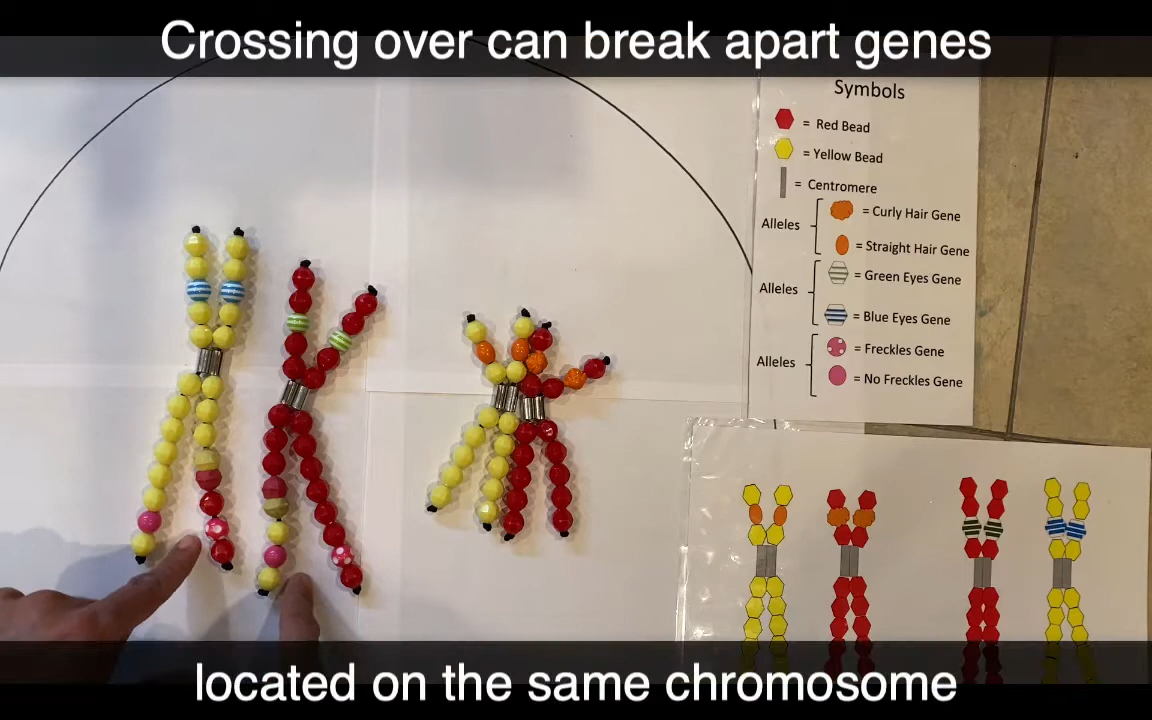 Crossing over can break apart genes
Symbols
= Red Bead
= Yellow Bead
= Centromere
Alleles
= Curly Hair Gene
= Straight Hair Gene
Alleles
= Green Eyes Gene
= Blue Eyes Gene
Alleles
= Freckles Gene
= No Freckles Gene
located on the same chromosome